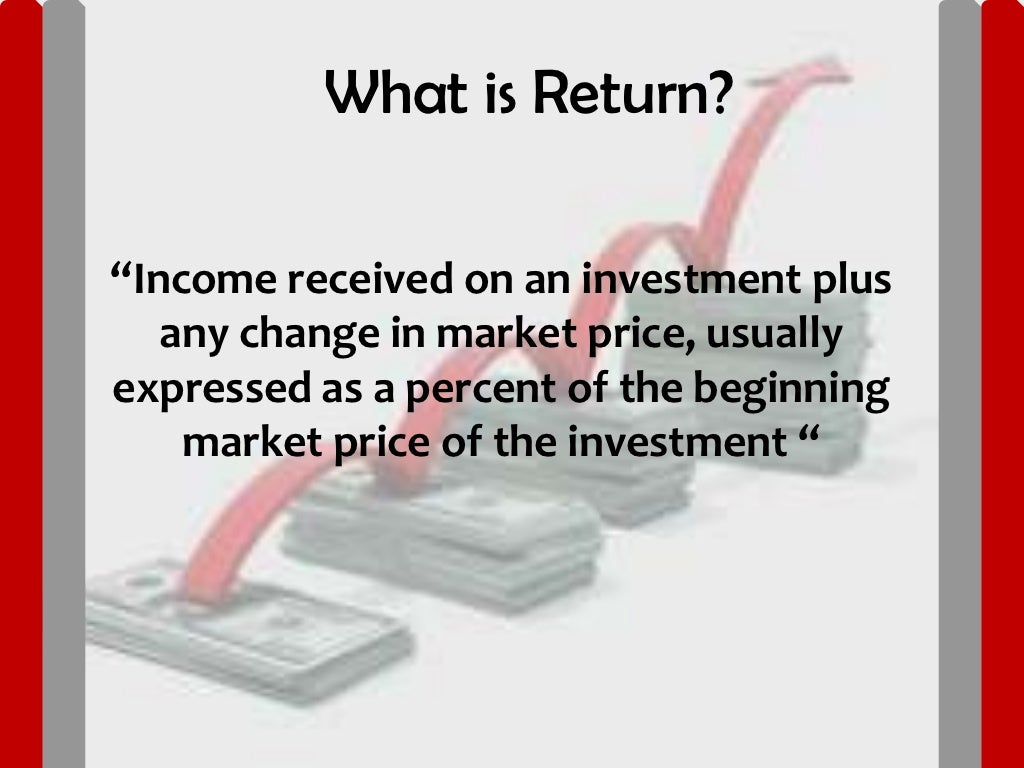 What is Return?
“Income received on an investment plus
any change in market price, usually
expressed as a percent of the beginning
market price of the investment “